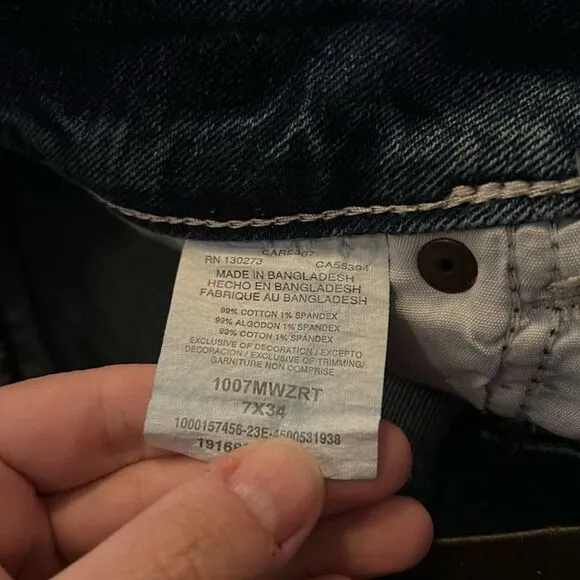 RN 130273 CA55394
MADE IN BANGLADESH
HECHO EN BANGLADESH
FABRIQUE AU BANGLADESH
99% COTTON 1% SPANDEX
99% ALGODON 1% SPANDEX
99% COTON 1% SPANDEX
EXCLUSIVE OF DECORATION / EXCEPTO
DECORACION / EXCLUSIVE OF TRIMMING/
GARNITURE NON COMPRISE
1007MWZRT
7X34
1000157456-23E-4500531938